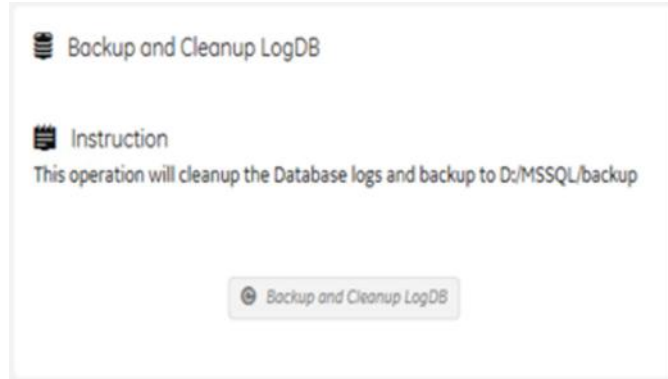 Backup and Cleanup LogDB
Instruction
This operation will cleanup the Database logs and backup to D:/MSSQL/backup
Backup and Cleanup LogDB